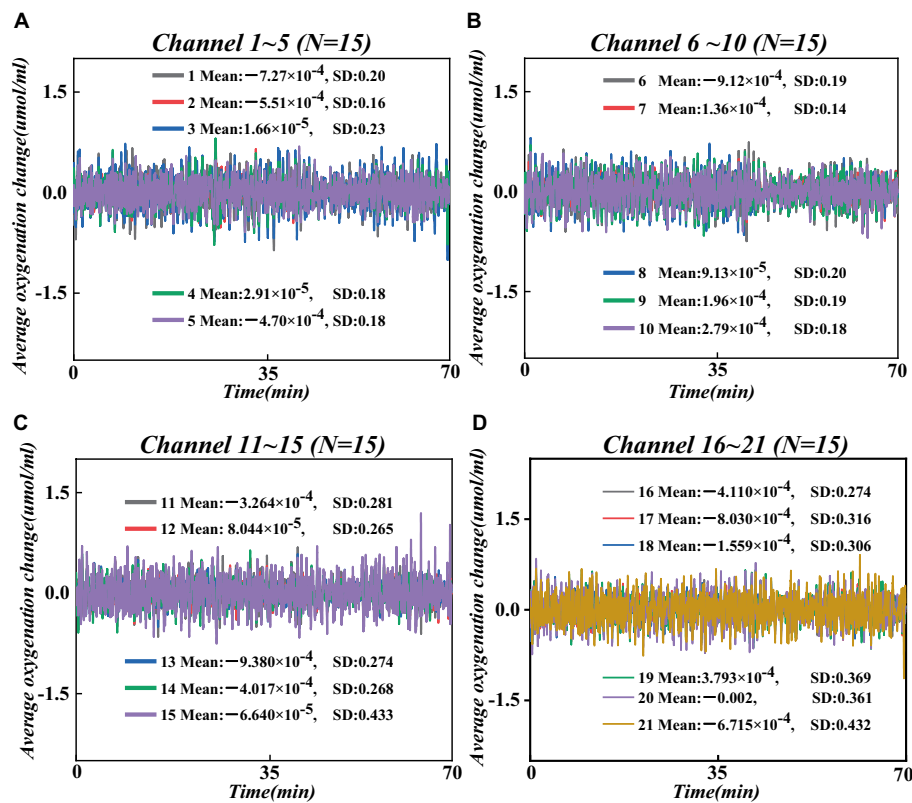 A
Channel 1~5 (N=15)
Average oxygenation change(umol/ml)
1.5
0.0
-1.5
1 Mean:−7.27×10⁻⁴, SD:0.20
2 Mean:−5.51×10⁻⁴, SD:0.16
3 Mean:1.66×10⁻⁵, SD:0.23
4 Mean:2.91×10⁻⁵, SD:0.18
5 Mean:−4.70×10⁻⁴, SD:0.18
0 35 70
Time(min)
B
Channel 6 ~10 (N=15)
Average oxygenation change(umol/ml)
1.5
0.0
-1.5
6 Mean:−9.12×10⁻⁴, SD:0.19
7 Mean:1.36×10⁻⁴, SD:0.14
8 Mean:9.13×10⁻⁵, SD:0.20
9 Mean:1.96×10⁻⁴, SD:0.19
10 Mean:2.79×10⁻⁴, SD:0.18
0 35 70
Time(min)
C
Channel 11~15 (N=15)
Average oxygenation change(umol/ml)
1.5
0.0
-1.5
11 Mean:−3.264×10⁻⁴, SD:0.281
12 Mean: 8.044×10⁻⁵, SD:0.265
13 Mean:−9.380×10⁻⁴, SD:0.274
14 Mean:−4.017×10⁻⁴, SD:0.268
15 Mean:−6.640×10⁻⁵, SD:0.433
0 35 70
Time(min)
D
Channel 16~21 (N=15)
Average oxygenation change(umol/ml)
1.5
0.0
-1.5
16 Mean:−4.110×10⁻⁴, SD:0.274
17 Mean:−8.030×10⁻⁴, SD:0.316
18 Mean:−1.559×10⁻⁴, SD:0.306
19 Mean:3.793×10⁻⁴, SD:0.369
20 Mean:-0.002, SD:0.361
21 Mean:−6.715×10⁻⁴, SD:0.432
0 35 70
Time(min)